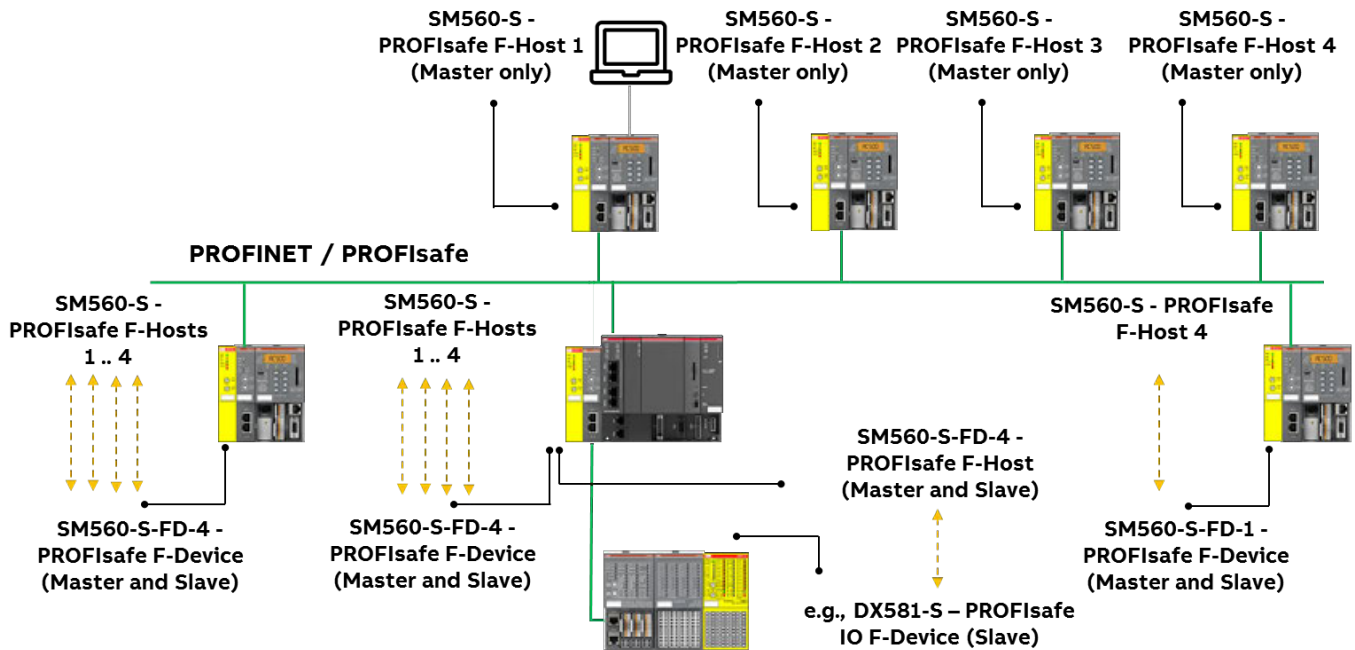 SM560-S -
PROFIsafe F-Host 1
(Master only)
SM560-S -
PROFIsafe F-Host 2
(Master only)
SM560-S -
PROFIsafe F-Host 3
(Master only)
SM560-S -
PROFIsafe F-Host 4
(Master only)
PROFINET / PROFIsafe
SM560-S -
PROFIsafe F-Hosts
1 .. 4
SM560-S -
PROFIsafe F-Hosts
1 .. 4
SM560-S - PROFIsafe
F-Host 4
SM560-S-FD-4 -
PROFIsafe F-Device
(Master and Slave)
SM560-S-FD-4 -
PROFIsafe F-Device
(Master and Slave)
SM560-S-FD-4 -
PROFIsafe F-Host
(Master and Slave)
SM560-S-FD-1 -
PROFIsafe F-Device
(Master and Slave)
e.g., DX581-S – PROFIsafe
IO F-Device (Slave)